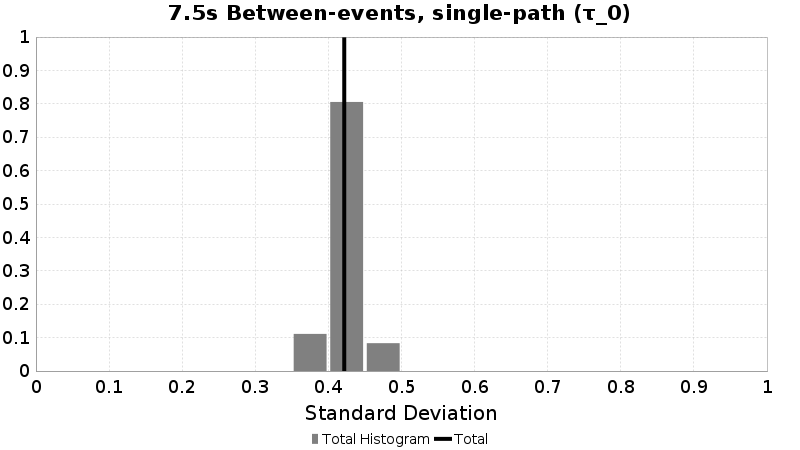 7.5s Between-events, single-path (τ_0)
1
0.9
0.8
0.7
0.6
0.5
0.4
0.3
0.2
0.1
0
0 0.1 0.2 0.3 0.4 0.5 0.6 0.7 0.8 0.9 1
Standard Deviation
Total Histogram Total